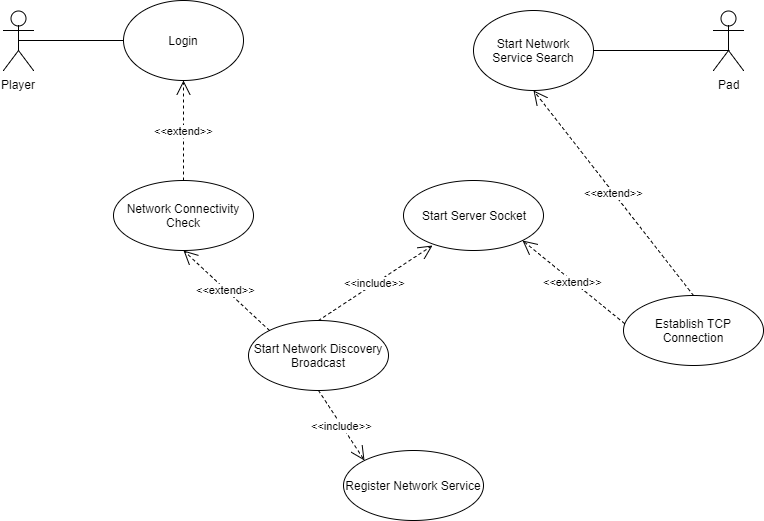 Login
Start Network
Service Search
Player
Pad
<<extend>>
<<extend>>
Network Connectivity
Check
Start Server Socket
<<include>>
<<extend>>
<<extend>>
Establish TCP
Connection
Start Network Discovery
Broadcast
<<include>>
Register Network Service